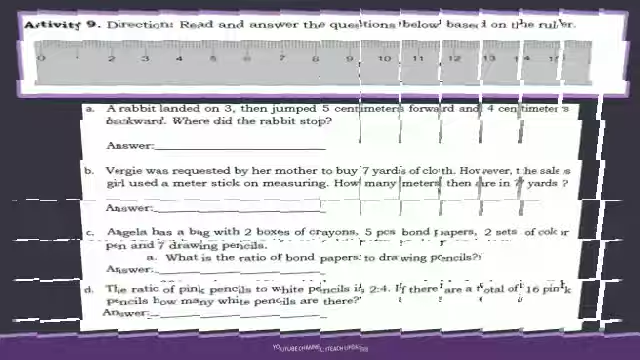 Activity 9. Direction: Read and answer the questions below based on the ruler.
0 1 2 3 4 5 6 7 8 9 10 11 12 13 14 15
a. A rabbit landed on 3, then jumped 5 centimeters forward and 4 centimeters
backward. Where did the rabbit stop?
Answer:
b. Vergie was requested by her mother to buy 7 yards of cloth. However, the sales
girl used a meter stick on measuring. How many meters then are in 7 yards?
Answer:
c. Angela has a bag with 2 boxes of crayons, 5 pcs bond papers, 2 sets of color
pen and 7 drawing pencils.
a. What is the ratio of bond papers to drawing pencils?
Answer:
d. The ratio of pink pencils to white pencils is 2:4. If there are a total of 16 pink
pencils how many white pencils are there?
Answer:
YOUTUBE CHANNEL: